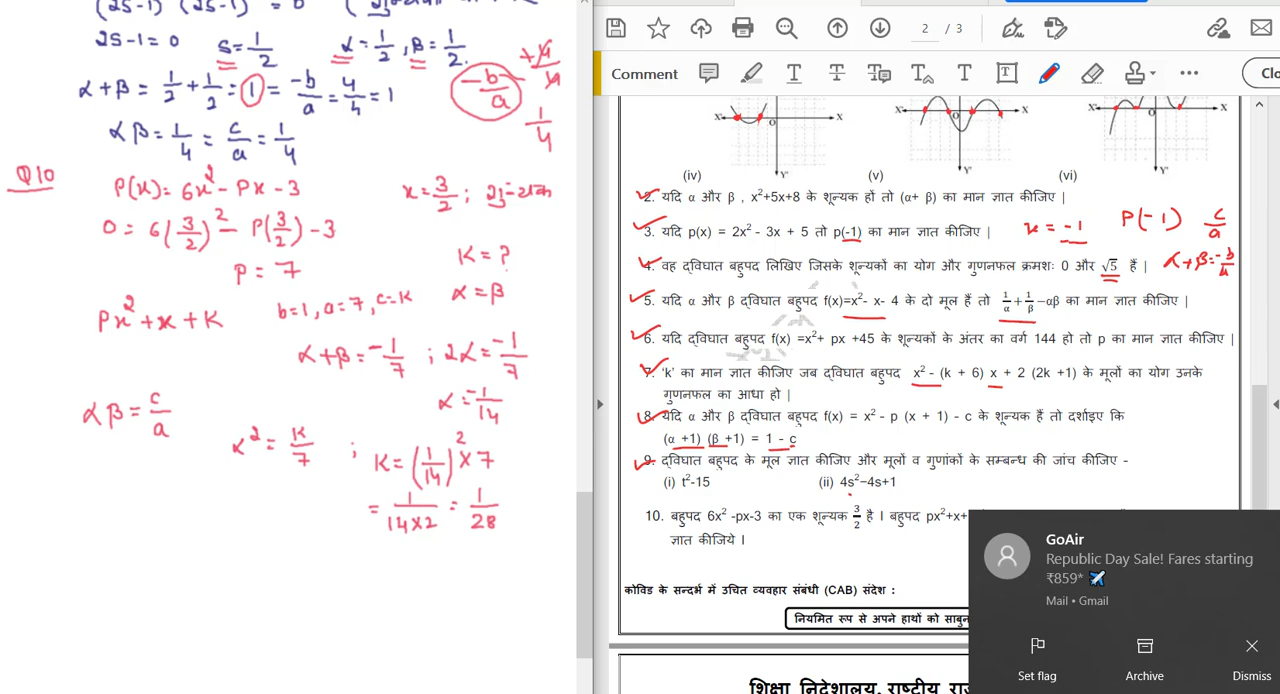 2S-1=0 S=1/2 α=1/2, β=1/2.
α+β = 1/2 + 1/2 = 1 = -b/a = 4/4 = 1
-b/a
+4/4
1/4
αβ = 1/4 = c/a = 1/4
Q10
P(x) = 6x² - Px - 3 x = 3/2 ; शून्यक
0 = 6(3/2)² - P(3/2) - 3
P = 7
K = ?
α = β
Px² + x + K b=1, a=7, c=K
α+β = -1/7 ; 2α = -1/7
α = -1/14
αβ = c/a
α² = K/7 ; K = (1/14)² × 7
= 1/14×2 = 1/28
2 / 3
Comment
Clo
X' O X
Y'
(iv) (v) (vi)
2. यदि α और β , x²+5x+8 के शून्यक हों तो (α+ β) का मान ज्ञात कीजिए |
3. यदि p(x) = 2x² - 3x + 5 तो p(-1) का मान ज्ञात कीजिए |
x = -1 P(-1) c/a
4. वह द्विघात बहुपद लिखिए जिसके शून्यकों का योग और गुणनफल क्रमशः 0 और √5 हैं |
α+β = -b/a
5. यदि α और β द्विघात बहुपद f(x)=x²- x- 4 के दो मूल हैं तो 1/α + 1/β −αβ का मान ज्ञात कीजिए |
6. यदि द्विघात बहुपद f(x) =x²+ px +45 के शून्यकों के अंतर का वर्ग 144 हो तो p का मान ज्ञात कीजिए |
7. ‘k’ का मान ज्ञात कीजिए जब द्विघात बहुपद x² - (k + 6) x + 2 (2k +1) के मूलों का योग उनके
गुणनफल का आधा हो |
8. यदि α और β द्विघात बहुपद f(x) = x² - p (x + 1) - c के शून्यक हैं तो दर्शाइए कि
(α +1) (β +1) = 1 - c
9. द्विघात बहुपद के मूल ज्ञात कीजिए और मूलों व गुणांकों के सम्बन्ध की जांच कीजिए -
(i) t²-15 (ii) 4s²−4s+1
10. बहुपद 6x² -px-3 का एक शून्यक 3/2 है । बहुपद px²+x+
ज्ञात कीजिये ।
कोविड के सन्दर्भ में उचित व्यवहार संबंधी (CAB) संदेश :
नियमित रूप से अपने हाथों को साबुन
शिक्षा निदेशालय, राष्ट्रीय
GoAir
Republic Day Sale! Fares starting
₹859* ✈️
Mail • Gmail
Set flag Archive Dismiss